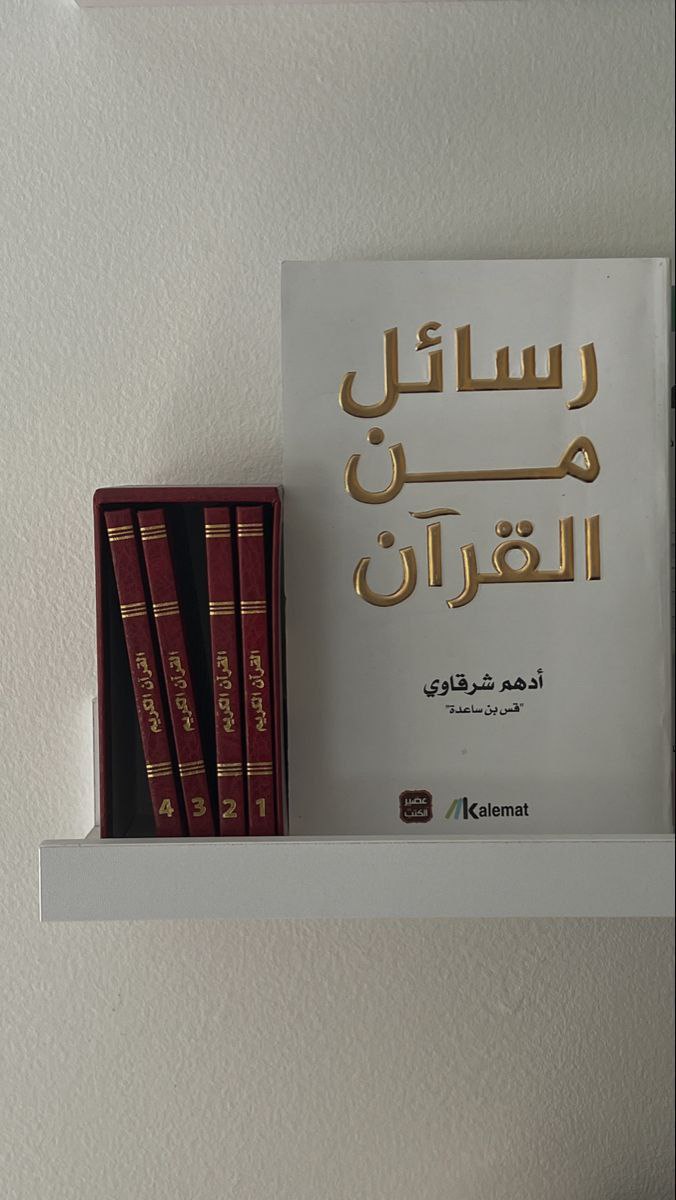 رسائل
من
القرآن
أدهم شرقاوي
"قس بن ساعدة"
عصير
الكتب
Kalemat
القرآن الكريم
1
القرآن الكريم
2
القرآن الكريم
3
القرآن الكريم
4